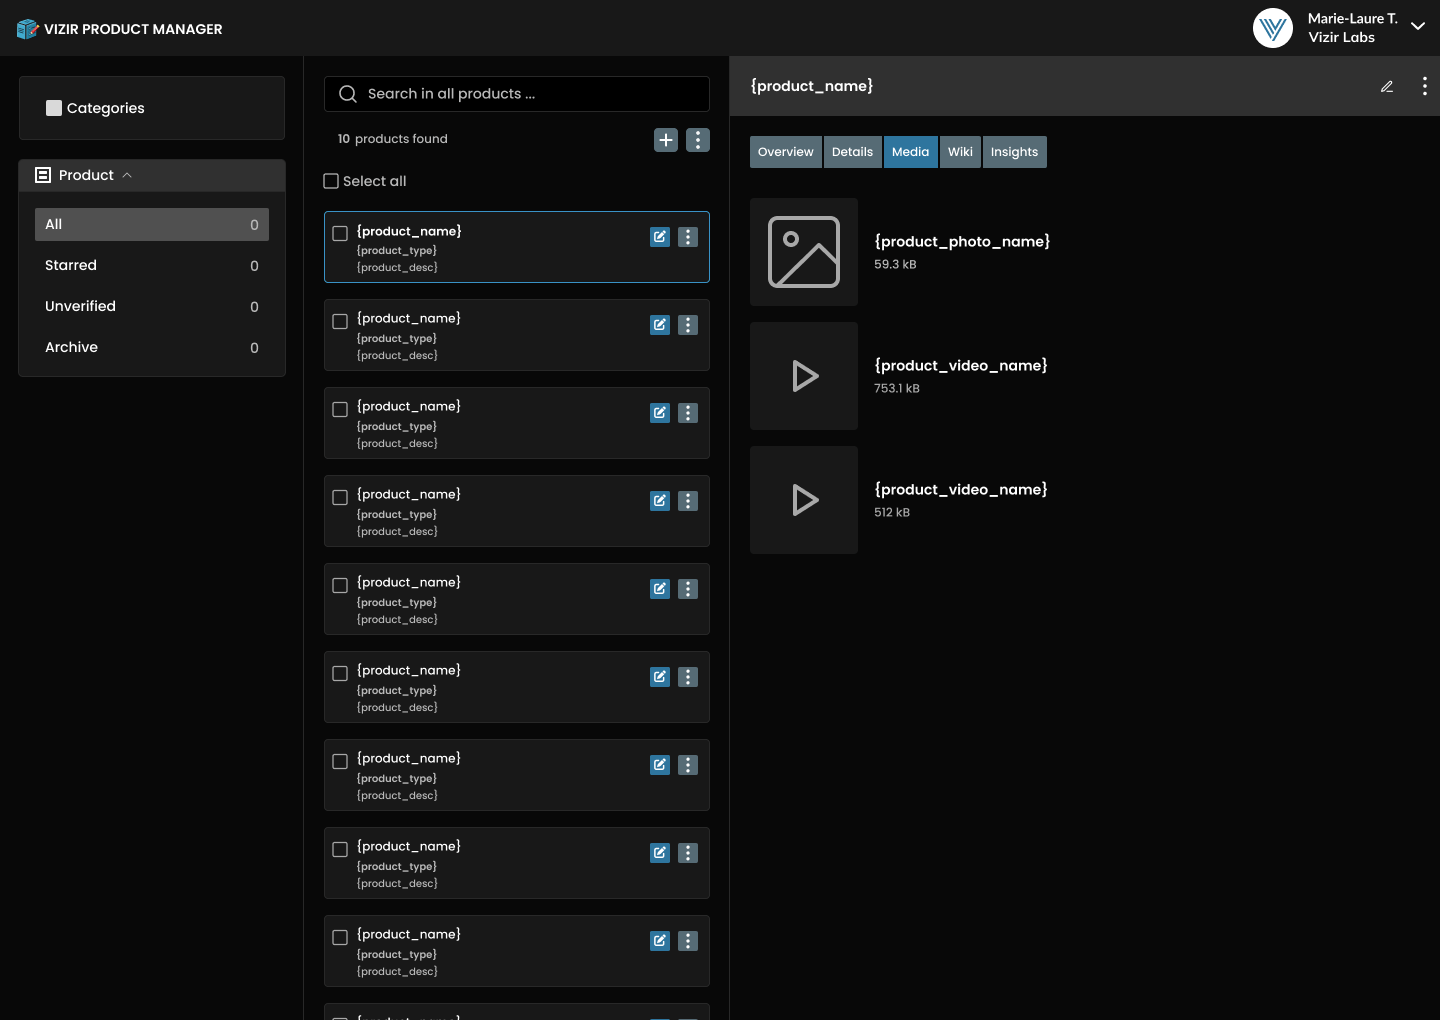 VIZIR PRODUCT MANAGER
Marie-Laure T.
Vizir Labs
Categories
Product
All 0
Starred 0
Unverified 0
Archive 0
Search in all products ...
10 products found
Select all
{product_name}
{product_type}
{product_desc}
{product_name}
{product_type}
{product_desc}
{product_name}
{product_type}
{product_desc}
{product_name}
{product_type}
{product_desc}
{product_name}
{product_type}
{product_desc}
{product_name}
{product_type}
{product_desc}
{product_name}
{product_type}
{product_desc}
{product_name}
{product_type}
{product_desc}
{product_name}
{product_type}
{product_desc}
{product_name}
Overview Details Media Wiki Insights
{product_photo_name}
59.3 kB
{product_video_name}
753.1 kB
{product_video_name}
512 kB